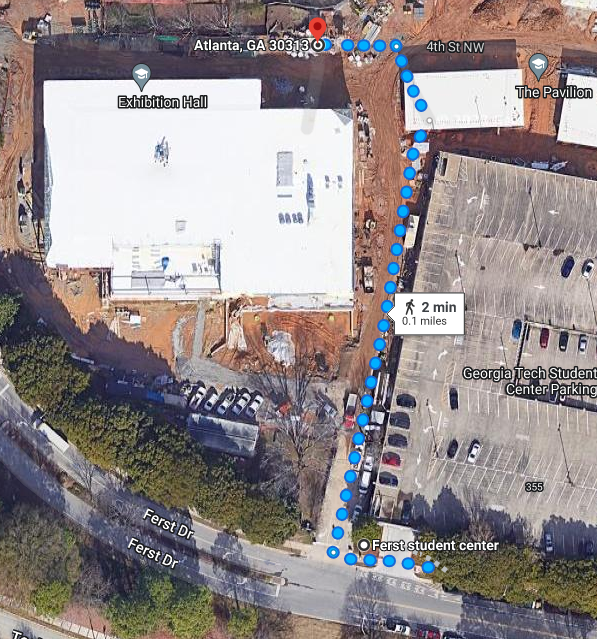 Atlanta, GA 30313
4th St NW
Exhibition Hall
The Pavilion
2 min
0.1 miles
Georgia Tech Student
Center Parking
355
Ferst Dr
Ferst Dr
Ferst student center